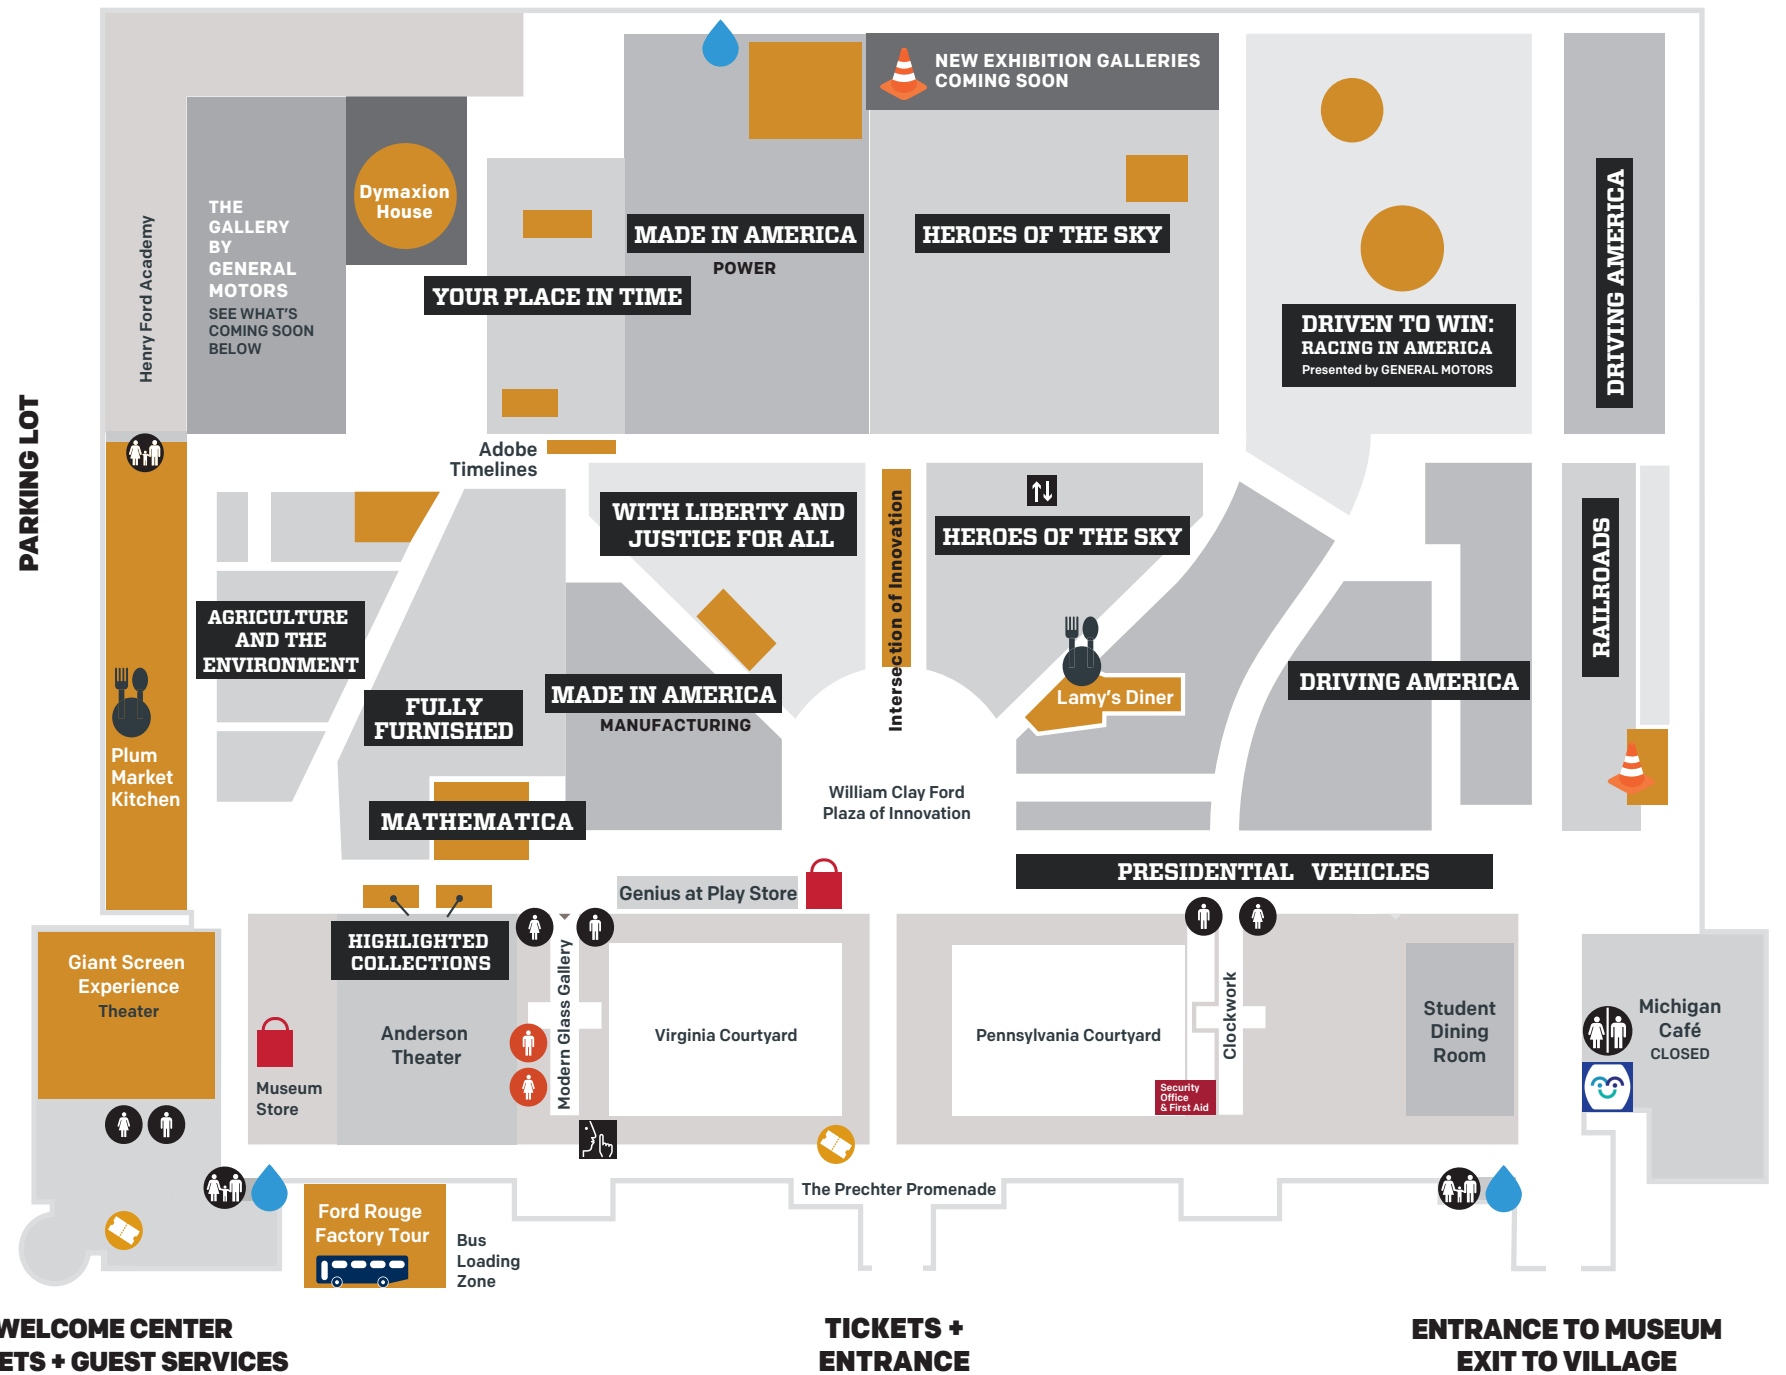 NEW EXHIBITION GALLERIES
COMING SOON
Henry Ford Academy
THE
GALLERY
BY
GENERAL
MOTORS
SEE WHAT'S
COMING SOON
BELOW
Dymaxion
House
MADE IN AMERICA
POWER
YOUR PLACE IN TIME
HEROES OF THE SKY
DRIVEN TO WIN:
RACING IN AMERICA
Presented by GENERAL MOTORS
DRIVING AMERICA
PARKING LOT
Adobe
Timelines
WITH LIBERTY AND
JUSTICE FOR ALL
Intersection of Innovation
HEROES OF THE SKY
RAILROADS
AGRICULTURE
AND THE
ENVIRONMENT
FULLY
FURNISHED
MADE IN AMERICA
MANUFACTURING
Lamy's Diner
DRIVING AMERICA
Plum
Market
Kitchen
MATHEMATICA
William Clay Ford
Plaza of Innovation
Genius at Play Store
PRESIDENTIAL VEHICLES
HIGHLIGHTED
COLLECTIONS
Giant Screen
Experience
Theater
Museum
Store
Anderson
Theater
Modern Glass Gallery
Virginia Courtyard
Pennsylvania Courtyard
Clockwork
Security
Office
& First Aid
Student
Dining
Room
Michigan
Café
CLOSED
The Prechter Promenade
Ford Rouge
Factory Tour
Bus
Loading
Zone
WELCOME CENTER
ETS + GUEST SERVICES
TICKETS +
ENTRANCE
ENTRANCE TO MUSEUM
EXIT TO VILLAGE